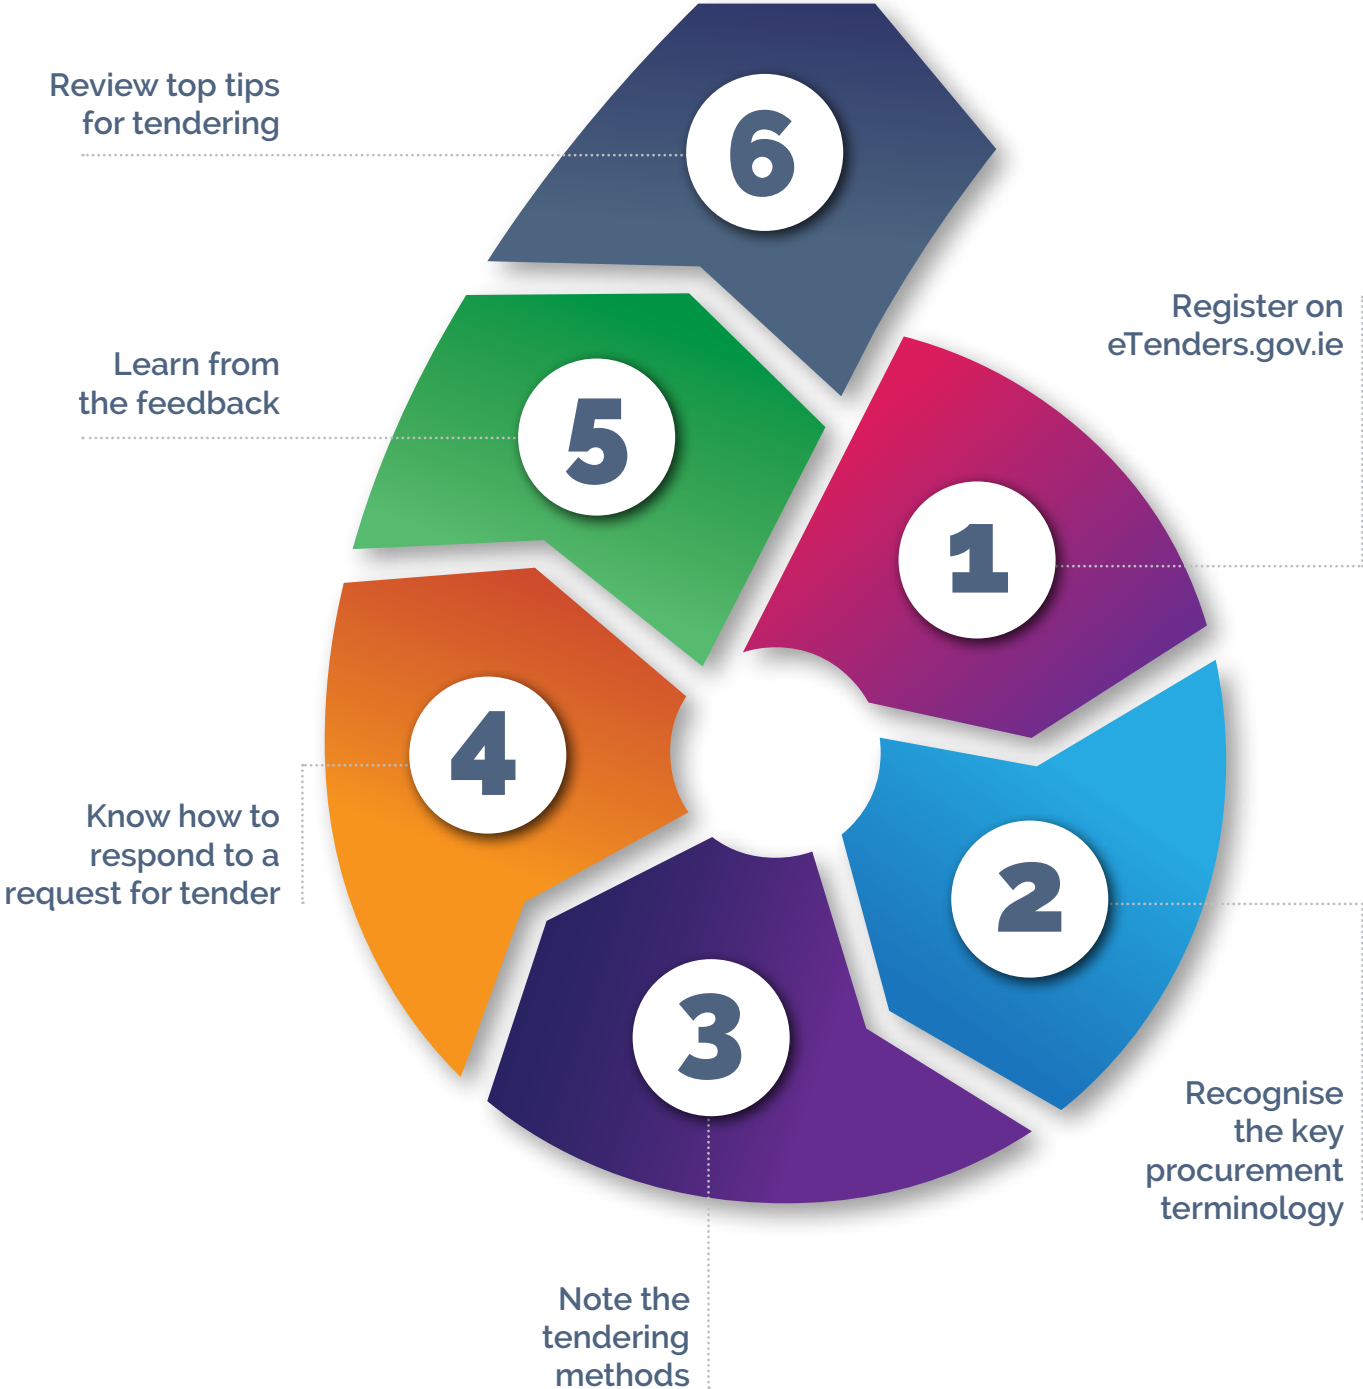 Review top tips
for tendering
6
Register on
eTenders.gov.ie
Learn from
the feedback
5
1
4
Know how to
respond to a
request for tender
2
3
Recognise
the key
procurement
terminology
Note the
tendering
methods